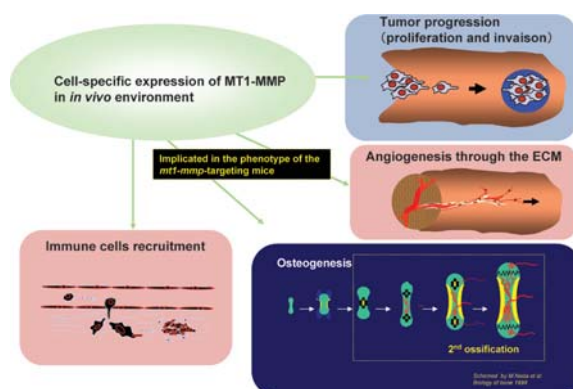 Tumor progression
(proliferation and invaison)
Cell-specific expression of MT1-MMP
in in vivo environment
Implicated in the phenotype of the
mt1-mmp-targeting mice
Angiogenesis through the ECM
Immune cells recruitment
Osteogenesis
2nd ossification